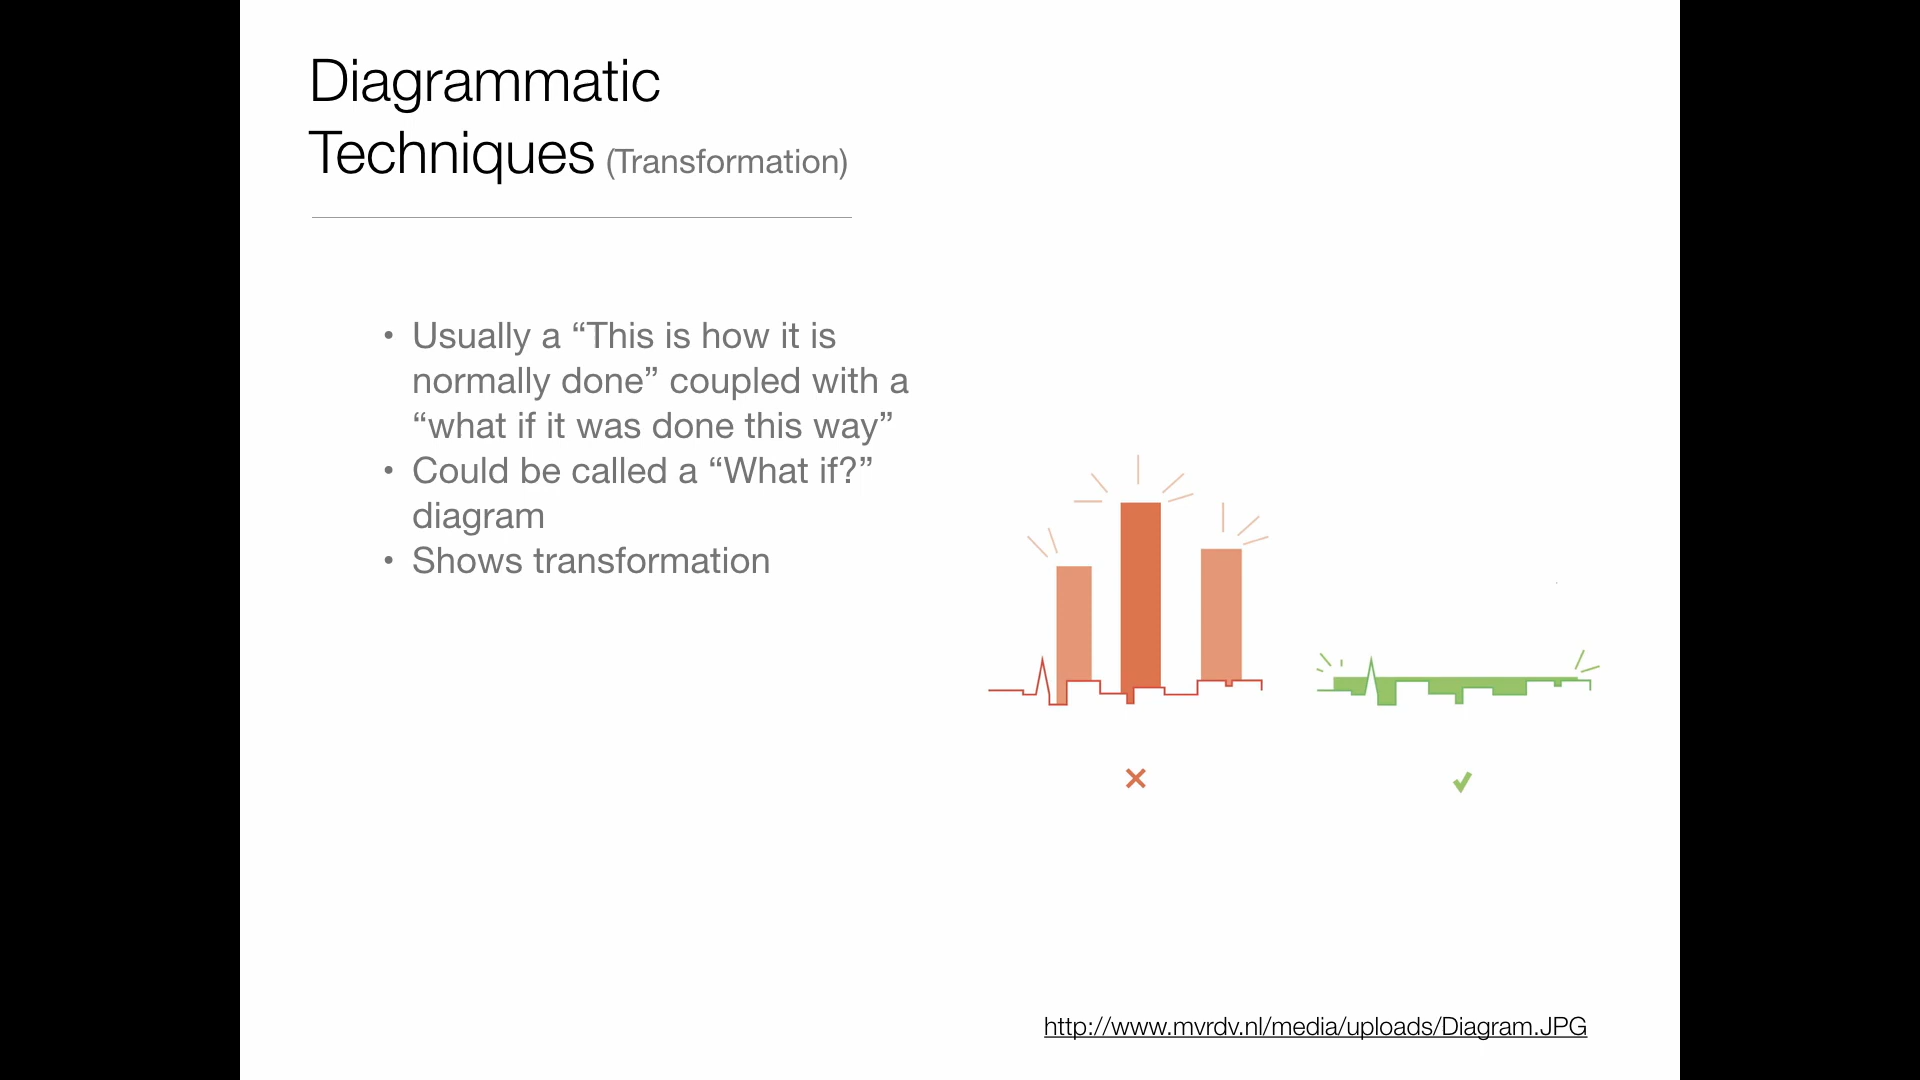 Diagrammatic
Techniques (Transformation)
• Usually a “This is how it is
normally done” coupled with a
“what if it was done this way”
• Could be called a “What if?”
diagram
• Shows transformation
http://www.mvrdv.nl/media/uploads/Diagram.JPG